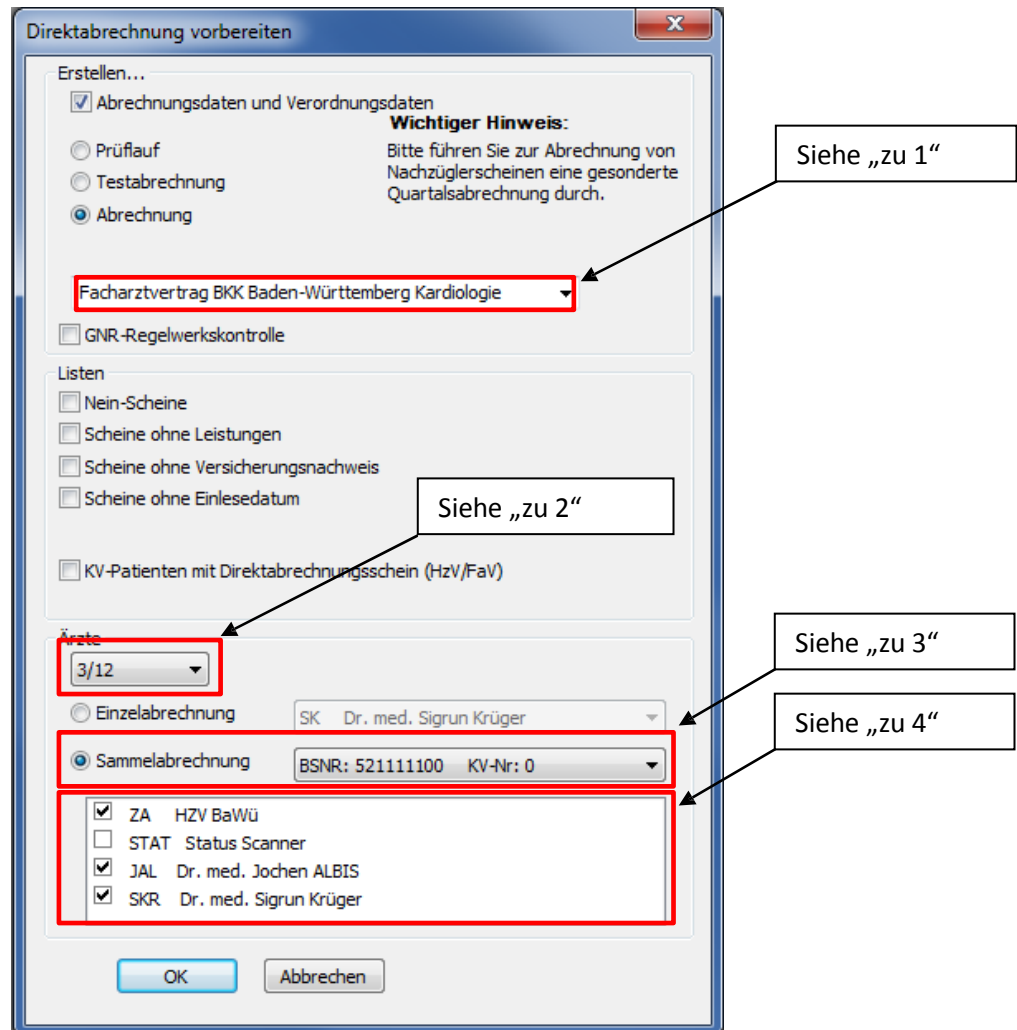 Direktabrechnung vorbereiten
Erstellen...
Abrechnungsdaten und Verordnungsdaten
Wichtiger Hinweis:
Prüflauf
Bitte führen Sie zur Abrechnung von
Nachzüglerscheinen eine gesonderte
Quartalsabrechnung durch.
Testabrechnung
Abrechnung
Siehe „zu 1“
Facharztvertrag BKK Baden-Württemberg Kardiologie
GNR-Regelwerkskontrolle
Listen
Nein-Scheine
Scheine ohne Leistungen
Scheine ohne Versicherungsnachweis
Scheine ohne Einlesedatum
Siehe „zu 2“
KV-Patienten mit Direktabrechnungsschein (HzV/FaV)
Ärzte
3/12
Siehe „zu 3“
Einzelabrechnung
SK Dr. med. Sigrun Krüger
Siehe „zu 4“
Sammelabrechnung
BSNR: 521111100 KV-Nr: 0
ZA HZV BaWü
STAT Status Scanner
JAL Dr. med. Jochen ALBIS
SKR Dr. med. Sigrun Krüger
OK
Abbrechen